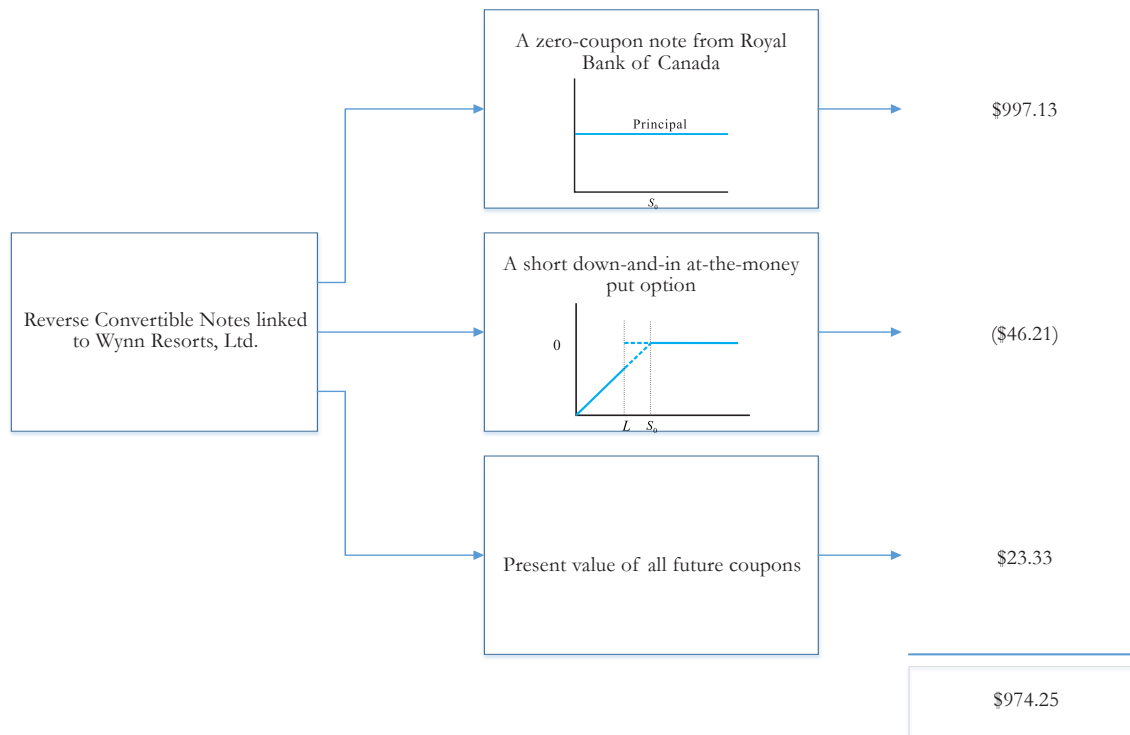 A zero-coupon note from Royal
Bank of Canada
Principal
S₀
$997.13
Reverse Convertible Notes linked
to Wynn Resorts, Ltd.
A short down-and-in at-the-money
put option
0
L S₀
($46.21)
Present value of all future coupons
$23.33
$974.25